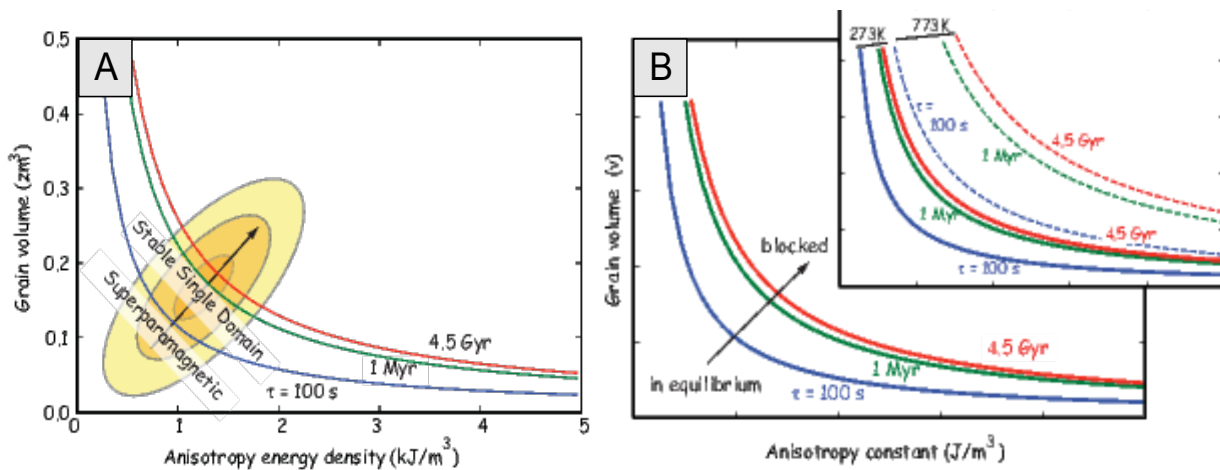 A
0.5
0.4
0.3
0.2
0.1
0.0
Grain volume (zm³)
Stable Single Domain
Superparamagnetic
4.5 Gyr
1 Myr
τ = 100 s
0
1
2
3
4
5
Anisotropy energy density (kJ/m³)
B
Grain volume (v)
blocked
in equilibrium
4.5 Gyr
1 Myr
τ = 100 s
Anisotropy constant (J/m³)
273K
773K
τ =
100 s
1 Myr
4.5 Gyr
1 Myr
4.5 Gyr
τ = 100 s